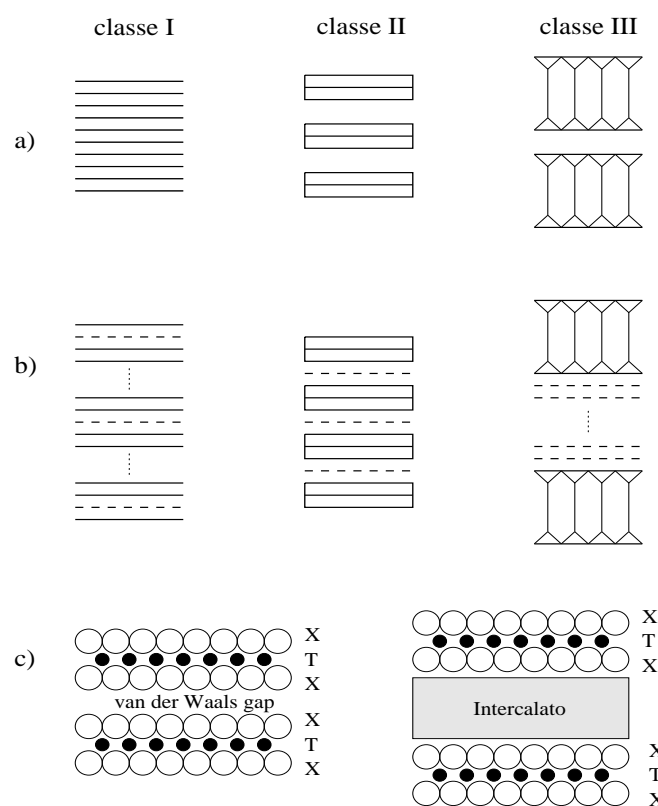 classe I classe II classe III
a)
b)
X
X
T
T
X
X
c)
van der Waals gap
Intercalato
X
T
X
X
T
X